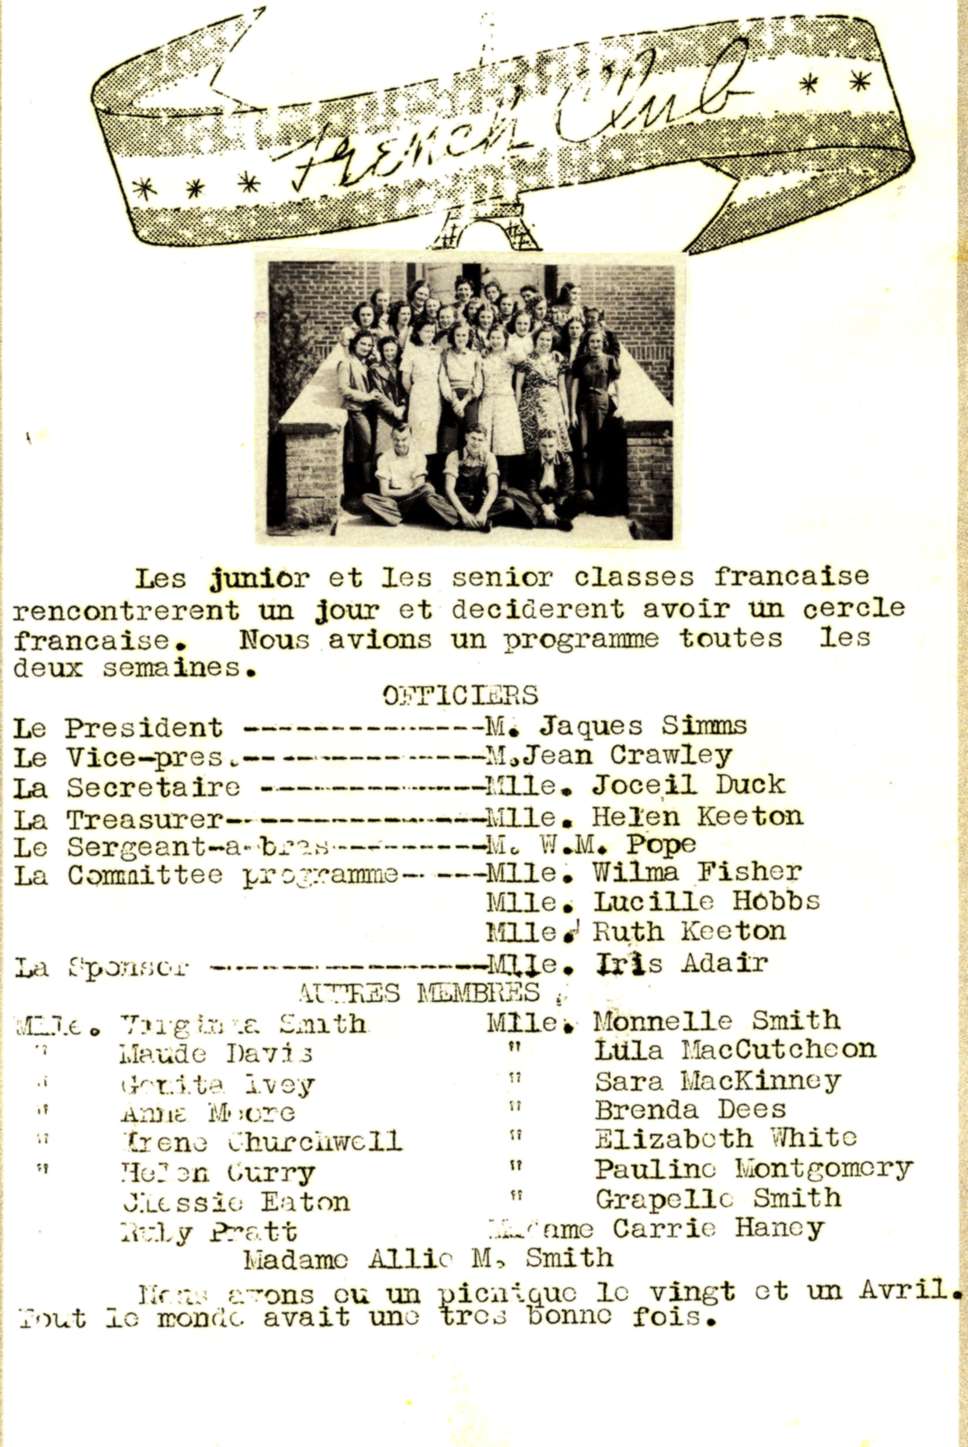 * * * French Club * *
Les junior et les senior classes francaise
rencontrerent un jour et deciderent avoir un cercle
francaise. Nous avions un programme toutes les
deux semaines.
OFFICIERS
Le President -------------- M. Jaques Simms
Le Vice-pres. -------------- M. Jean Crawley
La Secretaire -------------- Mlle. Joceil Duck
La Treasurer -------------- Mlle. Helen Keeton
Le Sergeant-a-bras --------- M. W.M. Pope
La Committee programme- --- Mlle. Wilma Fisher
Mlle. Lucille Hobbs
Mlle. Ruth Keeton
La Sponsor ---------------- Mlle. Iris Adair
AUTRES MEMBRES
Mlle. Virginia Smith Mlle. Monnelle Smith
" Maude Davis " Lula MacCutcheon
" Ivey " Sara MacKinney
" Anna Moore " Brenda Dees
" Irene Churchwell " Elizabeth White
" Helen Curry " Pauline Montgomery
Eaton " Grapelle Smith
Ruby Pratt Madame Carrie Haney
Madame Allie M. Smith
Nous avons eu un picnique le vingt et un Avril.
Tout le monde avait une tres bonne fois.